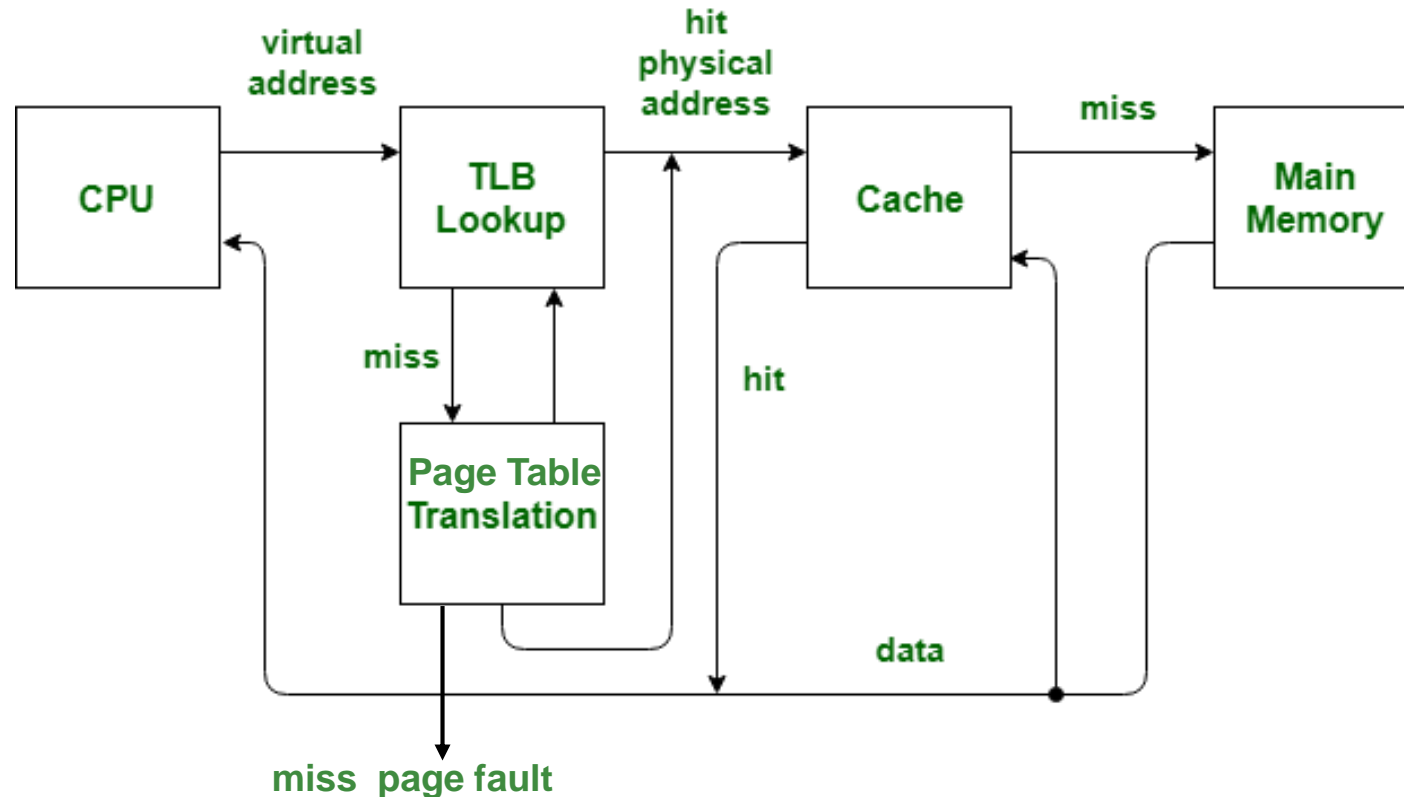 virtual
address
hit
physical
address
miss
CPU
TLB
Lookup
Cache
Main
Memory
miss
hit
Page Table
Translation
data
miss  page fault